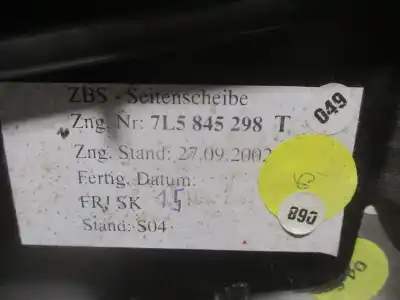 ZBS - Seitenscheibe
Zng. Nr: 7L5 845 298 T
Zng. Stand: 27.09.2002
Fertig. Datum:
FRI SK 15
Stand: S04
049
890